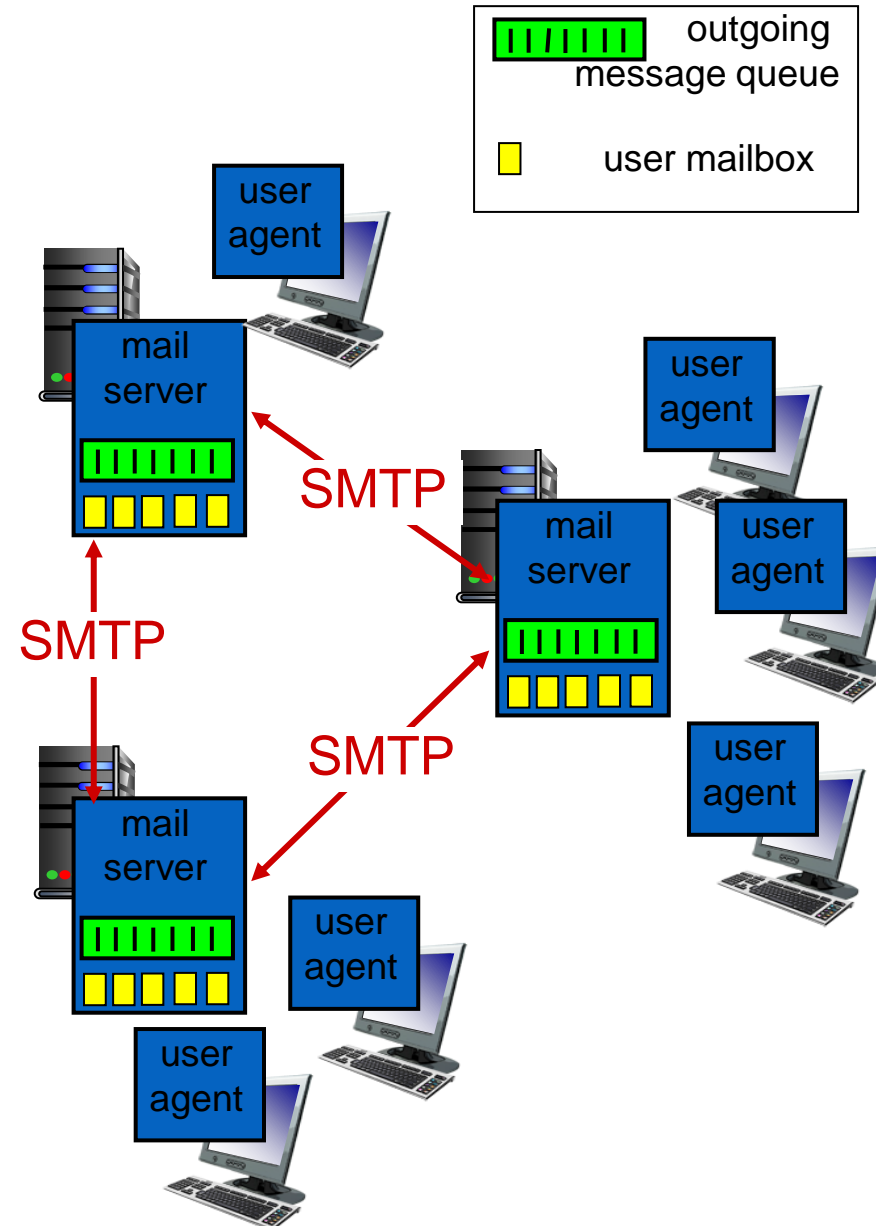 outgoing
message queue
user mailbox
user
agent
mail
server
user
agent
SMTP
mail
server
user
agent
SMTP
SMTP
user
agent
mail
server
user
agent
user
agent